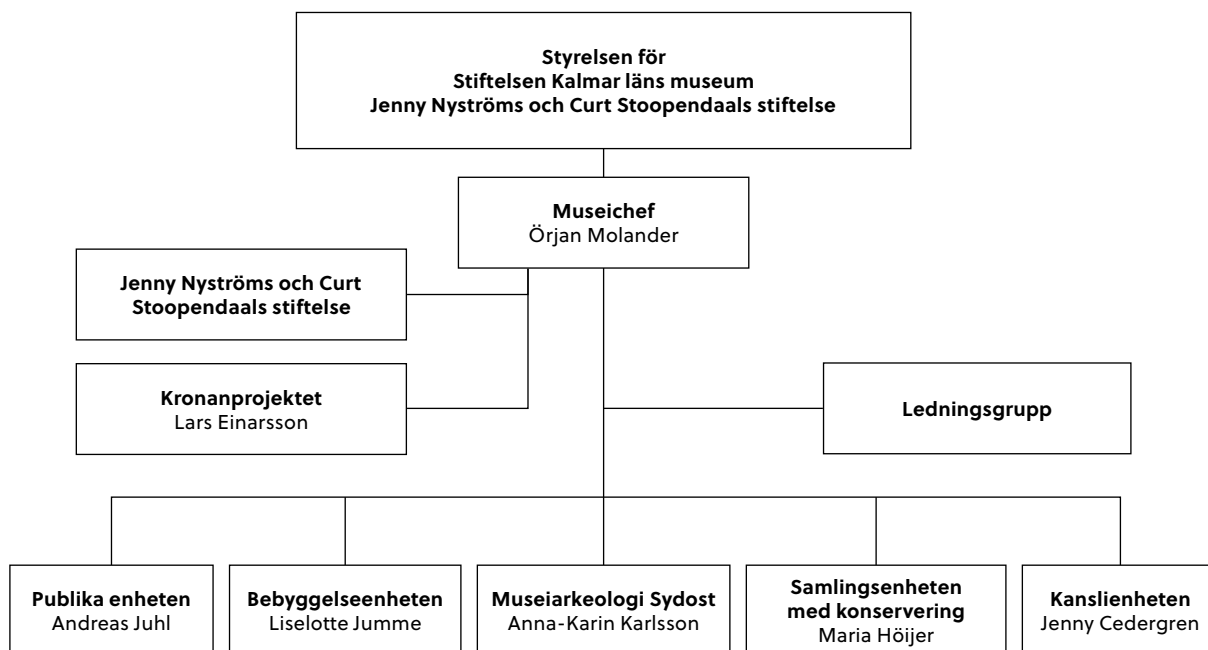 Styrelsen för
Stiftelsen Kalmar läns museum
Jenny Nyströms och Curt Stoopendaals stiftelse
Museichef
Örjan Molander
Jenny Nyströms och Curt
Stoopendaals stiftelse
Kronanprojektet
Lars Einarsson
Ledningsgrupp
Publika enheten
Andreas Juhl
Bebyggelseenheten
Liselotte Jumme
Museiarkeologi Sydost
Anna-Karin Karlsson
Samlingsenheten
med konservering
Maria Höijer
Kanslienheten
Jenny Cedergren